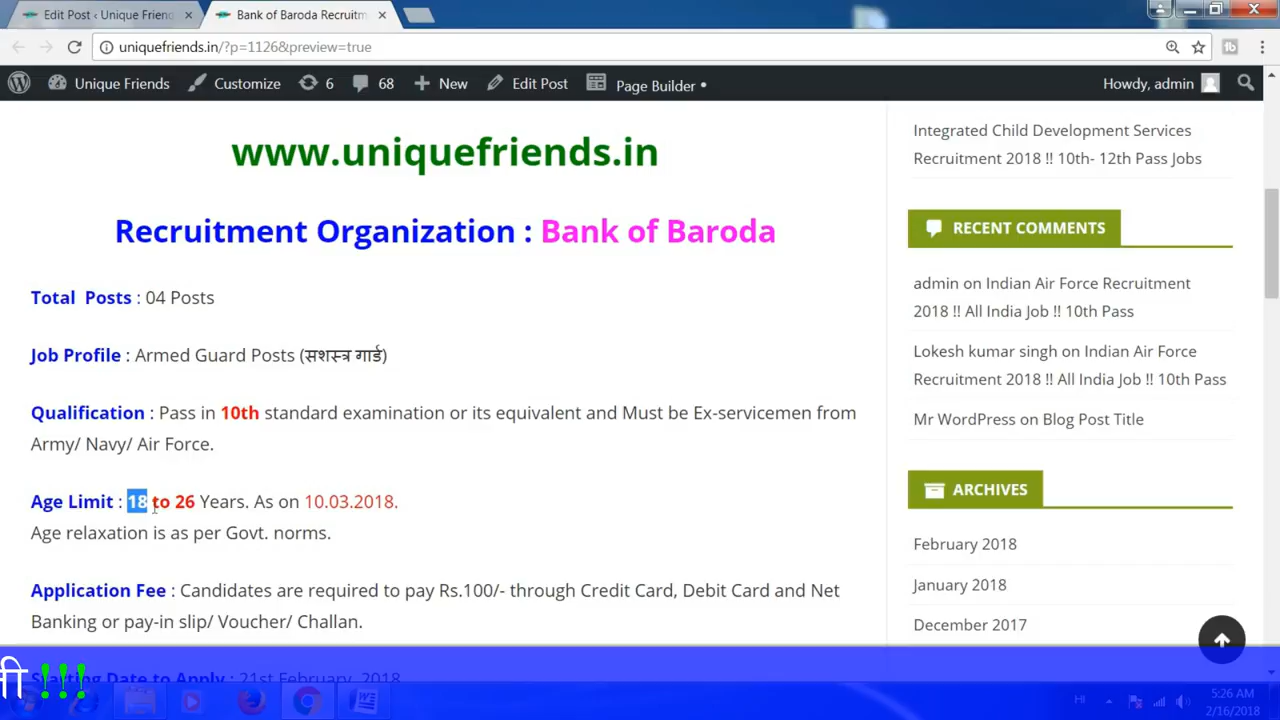 Edit Post ‹ Unique Friend
Bank of Baroda Recruitm
uniquefriends.in/?p=1126&preview=true
Unique Friends
Customize
6
68
New
Edit Post
Page Builder
Howdy, admin
www.uniquefriends.in
Recruitment Organization : Bank of Baroda
Total Posts : 04 Posts
Job Profile : Armed Guard Posts (सशस्त्र गार्ड)
Qualification : Pass in 10th standard examination or its equivalent and Must be Ex-servicemen from
Army/ Navy/ Air Force.
Age Limit : 18 to 26 Years. As on 10.03.2018.
Age relaxation is as per Govt. norms.
Application Fee : Candidates are required to pay Rs.100/- through Credit Card, Debit Card and Net
Banking or pay-in slip/ Voucher/ Challan.
Starting Date to Apply : 21st February, 2018
Integrated Child Development Services
Recruitment 2018 !! 10th- 12th Pass Jobs
RECENT COMMENTS
admin on Indian Air Force Recruitment
2018 !! All India Job !! 10th Pass
Lokesh kumar singh on Indian Air Force
Recruitment 2018 !! All India Job !! 10th Pass
Mr WordPress on Blog Post Title
ARCHIVES
February 2018
January 2018
December 2017
!!!
HI
5:26 AM
2/16/2018